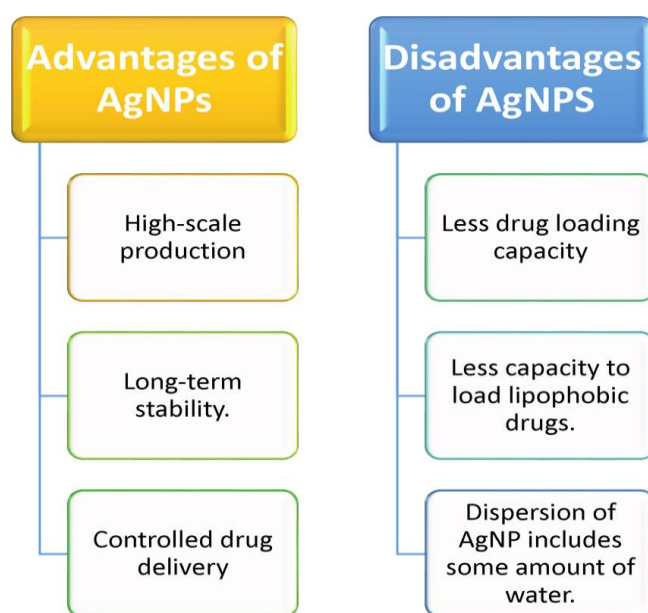 Advantages of
AgNPs
High-scale
production
Long-term
stability.
Controlled drug
delivery
Disadvantages
of AgNPS
Less drug loading
capacity
Less capacity to
load lipophobic
drugs.
Dispersion of
AgNP includes
some amount of
water.